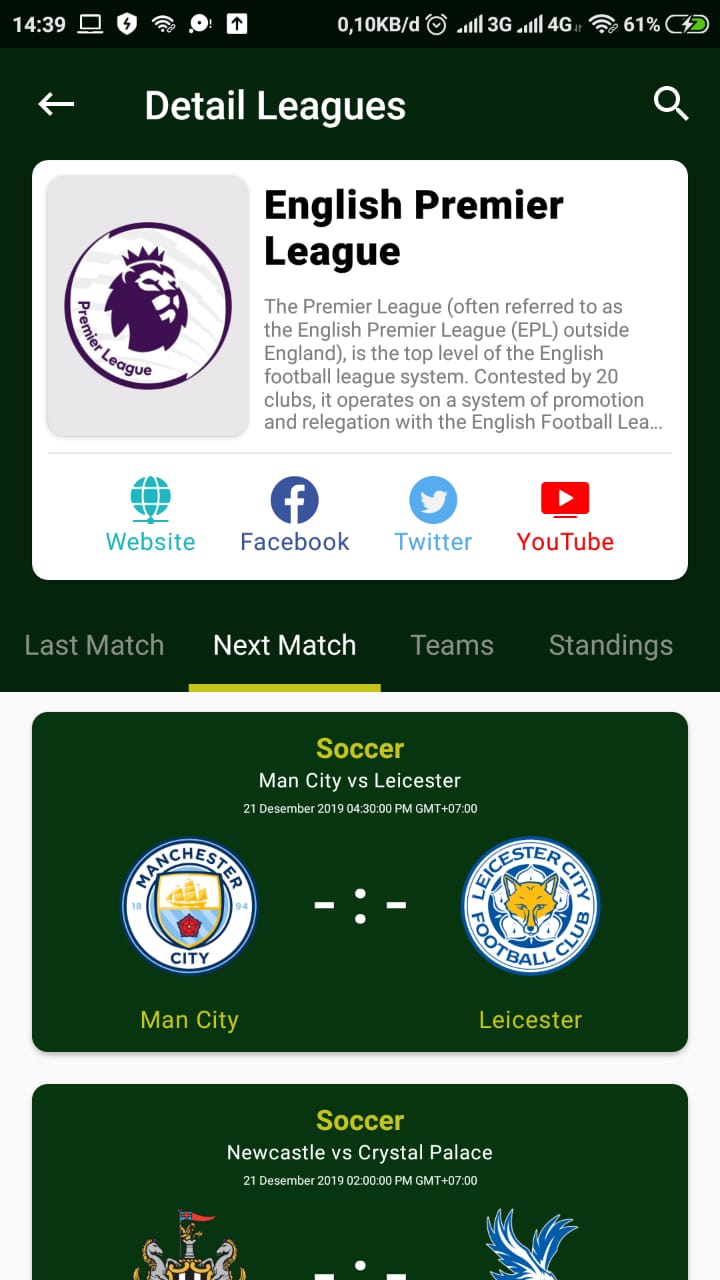 14:39 0,10KB/d 3G 4G 61%
Detail Leagues
Premier League
English Premier
League
The Premier League (often referred to as
the English Premier League (EPL) outside
England), is the top level of the English
football league system. Contested by 20
clubs, it operates on a system of promotion
and relegation with the English Football Lea...
Website Facebook Twitter YouTube
Last Match Next Match Teams Standings
Soccer
Man City vs Leicester
21 Desember 2019 04:30:00 PM GMT+07:00
MANCHESTER
18 94
CITY
- : -
LEICESTER CITY
FOOTBALL CLUB
Man City Leicester
Soccer
Newcastle vs Crystal Palace
21 Desember 2019 02:00:00 PM GMT+07:00
- : -